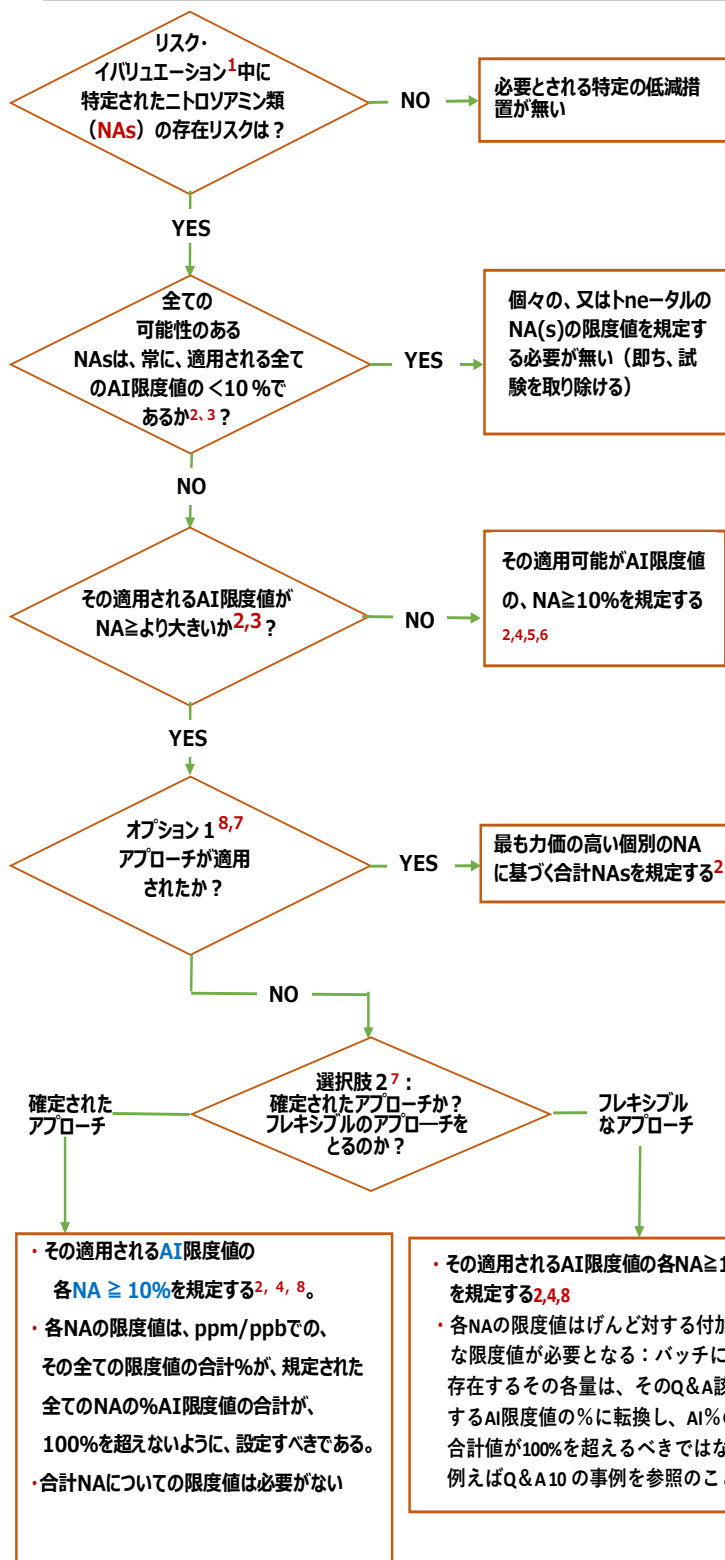 リスク・
イバリュエーション1中に
特定されたニトロソアミン類
（NAs）の存在リスクは？
NO
必要とされる特定の低減措
置が無い
YES
全ての
可能性のある
NAsは、常に、適用される全て
のAI限度値の <10 %で
あるか2、3？
YES
個々の、又はトneータルの
NA(s)の限度値を規定す
る必要が無い（即ち、試
験を取り除ける）
NO
その適用されるAI限度値が
NA≧より大きいか2,3？
NO
その適用可能がAI限度値
の、NA≧10%を規定する
2,4,5,6
YES
オプション 1 8,7
アプローチが適用
されたか？
YES
最も力価の高い個別のNA
に基づく合計NAsを規定する2
NO
選択肢 2 7：
確定されたアプローチか？
フレキシブルのアプロ―チを
とるのか？
確定された
アプローチ
フレキシブル
なアプローチ
・その適用されるAI限度値の
各NA ≧ 10%を規定する2, 4, 8。
・各NAの限度値は、ppm/ppbでの、
その全ての限度値の合計%が、規定された
全てのNAの%AI限度値の合計が、
100%を超えないように、設定すべきである。
・合計NAについての限度値は必要がない
・その適用されるAI限度値の各NA≧1
を規定する2,4,8
・各NAの限度値はげんど対する付加
な限度値が必要となる：バッチに
存在するその各量は、そのQ＆A該
するAI限度値の%に転換し、AI%の
合計値が100%を超えるべきではな
例えばQ＆A10 の事例を参照のこ